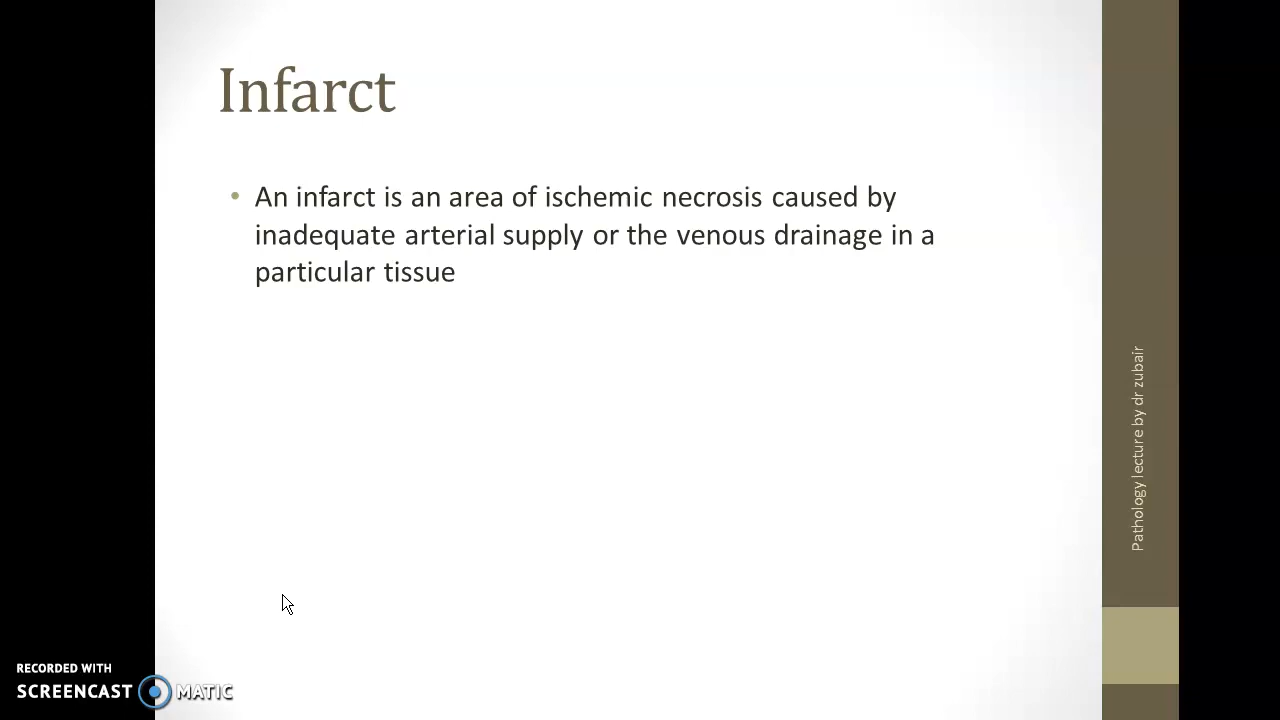 Infarct
• An infarct is an area of ischemic necrosis caused by
inadequate arterial supply or the venous drainage in a
particular tissue
Pathology lecture by dr zubair
RECORDED WITH
SCREENCAST MATIC